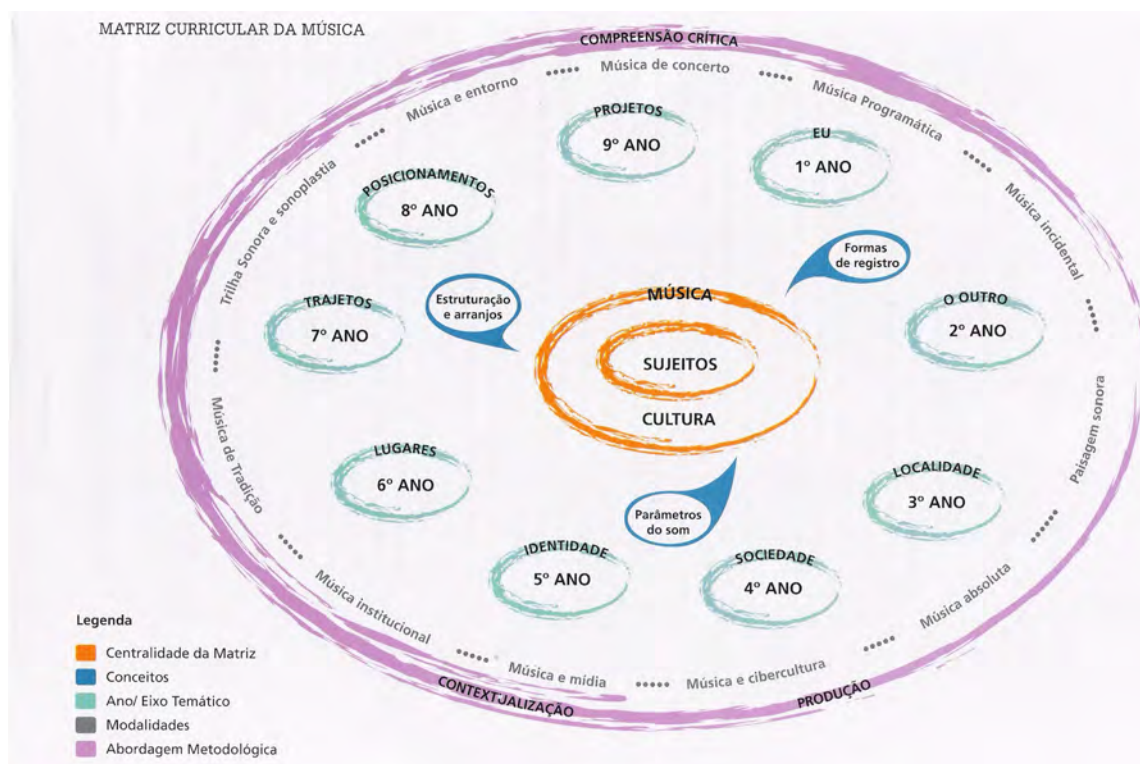 MATRIZ CURRICULAR DA MÚSICA
COMPREENSÃO CRÍTICA
Música de concerto
Música e entorno
Música Programática
PROJETOS
9º ANO
EU
1º ANO
POSICIONAMENTOS
8º ANO
Trilha Sonora e sonoplastia
Música incidental
Formas
de registro
Estruturação
e arranjos
MÚSICA
TRAJETOS
7º ANO
O OUTRO
2º ANO
SUJEITOS
CULTURA
Música de Tradição
Paisagem sonora
LUGARES
6º ANO
LOCALIDADE
3º ANO
Parâmetros
do som
IDENTIDADE
5º ANO
SOCIEDADE
4º ANO
Música institucional
Música absoluta
Música e mídia
Música e cibercultura
CONTEXTJALIZAÇÃO
PRODUÇÃO
Legenda
Centralidade da Matriz
Conceitos
Ano/ Eixo Temático
Modalidades
Abordagem Metodológica